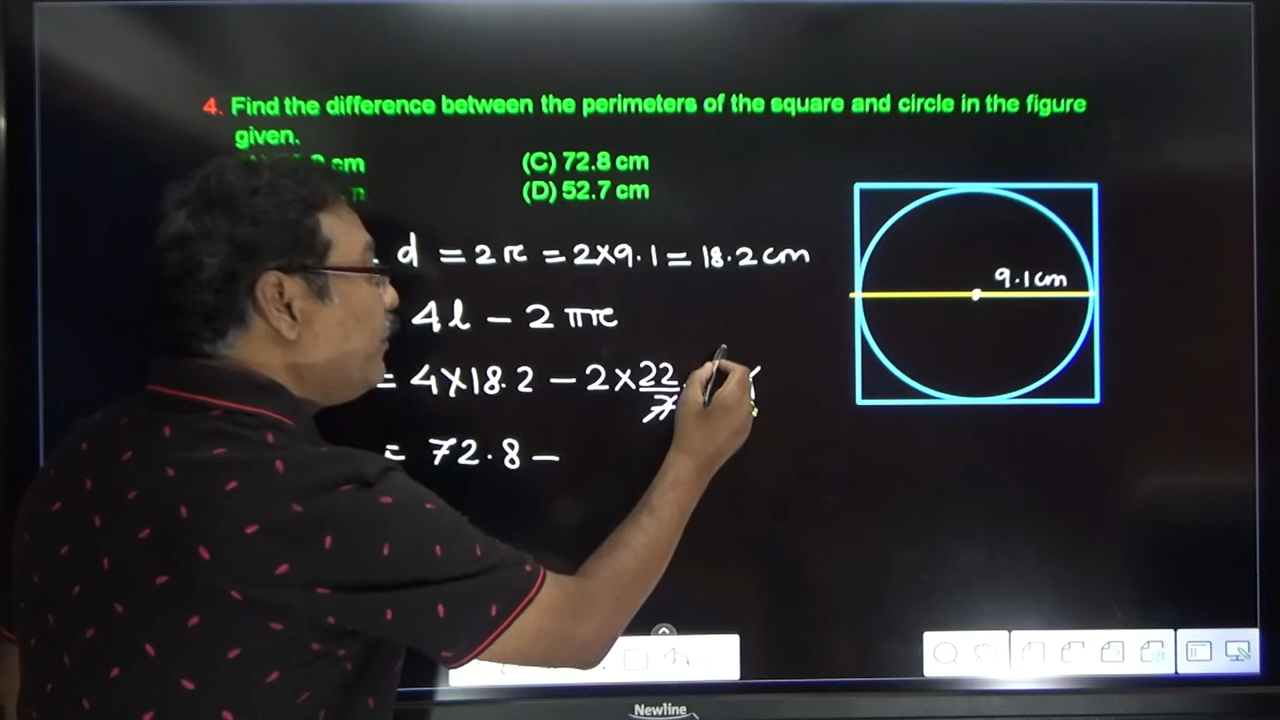 4. Find the difference between the perimeters of the square and circle in the figure
given.
cm (C) 72.8 cm
(D) 52.7 cm
d = 2r = 2×9.1 = 18.2 cm
9.1cm
4l - 2πr
= 4×18.2 - 2×22/7
= 72.8 -
Newline